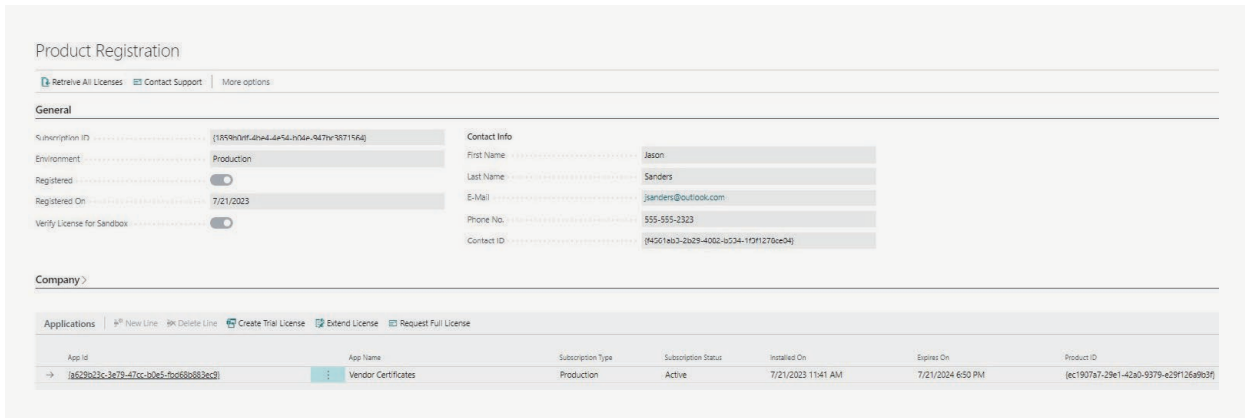 Product Registration
Retreive All Licenses Contact Support More options
General
Subscription ID
Environment Production
Registered
Registered On 7/21/2023
Verify License for Sandbox
Contact Info
First Name Jason
Last Name Sanders
E-Mail jsanders@outlook.com
Phone No. 555-555-2323
Contact ID
Company
Applications New Line Delete Line Create Trial License Extend License Request Full License
App Id App Name Subscription Type Subscription Status Installed On Expires On Product ID
{a629b23c-3e79-47cc-b0e5-fbd68b883ec9} Vendor Certificates Production Active 7/21/2023 11:41 AM 7/21/2024 6:50 PM {ec1907a7-29e1-42a0-9379-e29f126a9b3f}